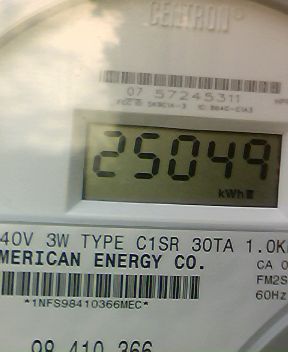 CENTRON®
07 57245311
25049
kWh
40V 3W TYPE C1SR 30TA 1.0K
MERICAN ENERGY CO.
CA 0
FM2S
60Hz
*1NFS98410366MEC*
98 410 366